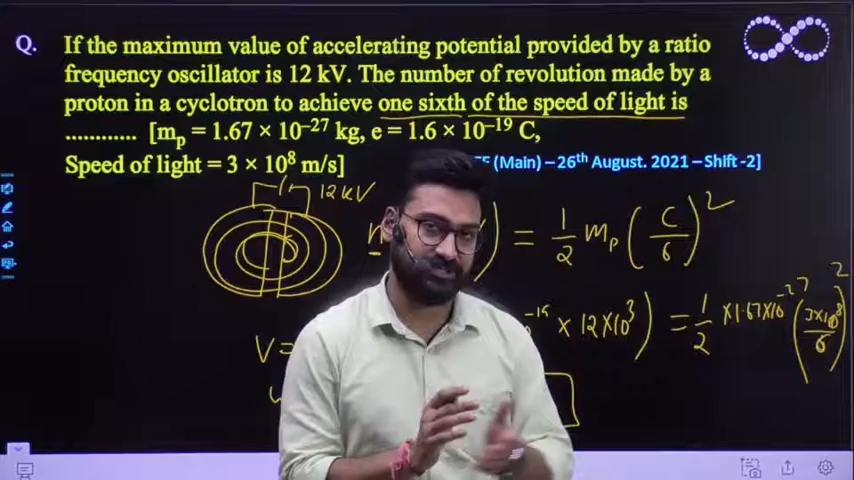 Q. If the maximum value of accelerating potential provided by a ratio
frequency oscillator is 12 kV. The number of revolution made by a
proton in a cyclotron to achieve one sixth of the speed of light is
............ [mp = 1.67 × 10–27 kg, e = 1.6 × 10–19 C,
Speed of light = 3 × 108 m/s] (Main) – 26th August. 2021 – Shift -2]
12 kV
n ) = 1/2 mp (C/6)2
× 12×103) = 1/2 ×1.67×10-27 (3×108/6)2
V =